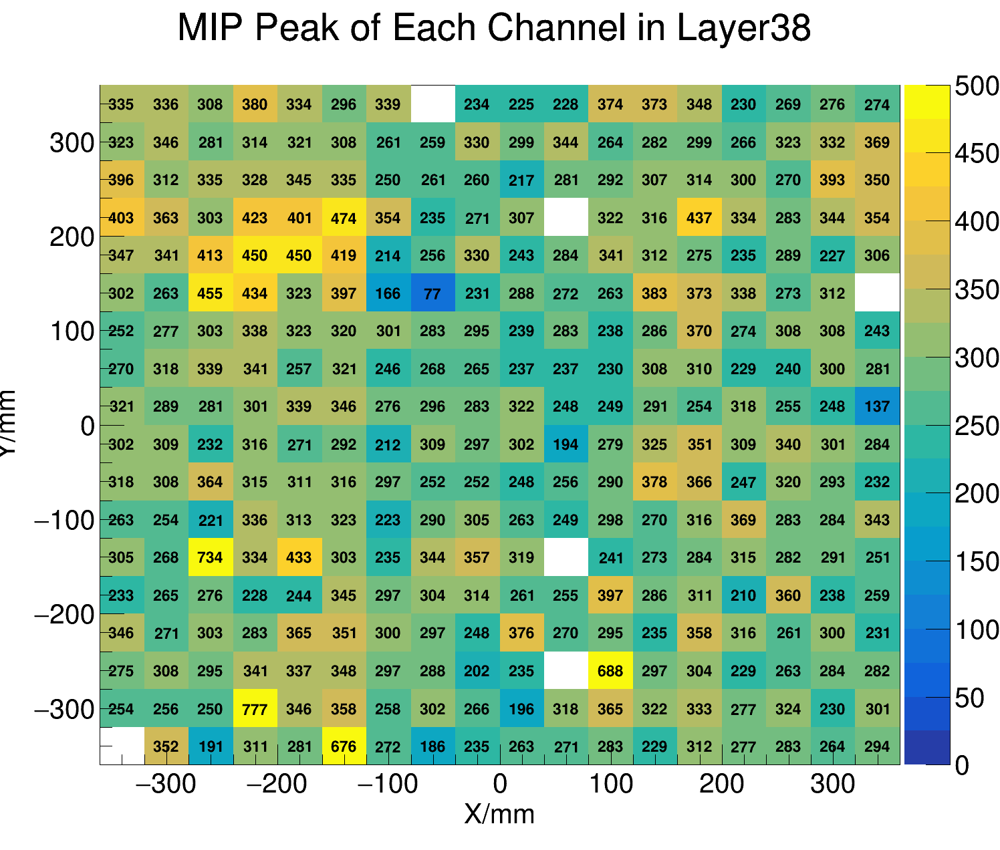 MIP Peak of Each Channel in Layer38
335 336 308 380 334 296 339 234 225 228 374 373 348 230 269 276 274
323 346 281 314 321 308 261 259 330 299 344 264 282 299 266 323 332 369
396 312 335 328 345 335 250 261 260 217 281 292 307 314 300 270 393 350
403 363 303 423 401 474 354 235 271 307 322 316 437 334 283 344 354
347 341 413 450 450 419 214 256 330 243 284 341 312 275 235 289 227 306
302 263 455 434 323 397 166 77 231 288 272 263 383 373 338 273 312
252 277 303 338 323 320 301 283 295 239 283 238 286 370 274 308 308 243
270 318 339 341 257 321 246 268 265 237 237 230 308 310 229 240 300 281
321 289 281 301 339 346 276 296 283 322 248 249 291 254 318 255 248 137
302 309 232 316 271 292 212 309 297 302 194 279 325 351 309 340 301 284
318 308 364 315 311 316 297 252 252 248 256 290 378 366 247 320 293 232
263 254 221 336 313 323 223 290 305 263 249 298 270 316 369 283 284 343
305 268 734 334 433 303 235 344 357 319 241 273 284 315 282 291 251
233 265 276 228 244 345 297 304 314 261 255 397 286 311 210 360 238 259
346 271 303 283 365 351 300 297 248 376 270 295 235 358 316 261 300 231
275 308 295 341 337 348 297 288 202 235 688 297 304 229 263 284 282
254 256 250 777 346 358 258 302 266 196 318 365 322 333 277 324 230 301
352 191 311 281 676 272 186 235 263 271 283 229 312 277 283 264 294
300
200
100
0
−100
−200
−300
Y/mm
−300 −200 −100 0 100 200 300
X/mm
500
450
400
350
300
250
200
150
100
50
0